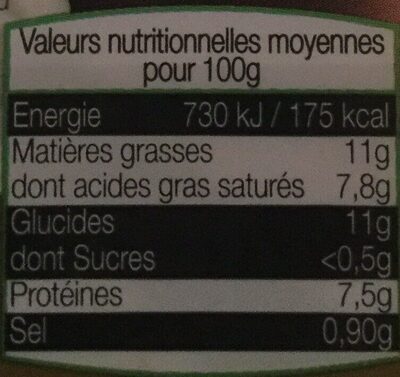 Valeurs nutritionnelles moyennes
pour 100g
Energie 730 kJ / 175 kcal
Matières grasses 11g
dont acides gras saturés 7,8g
Glucides 11g
dont Sucres <0,5g
Protéines 7,5g
Sel 0,90g